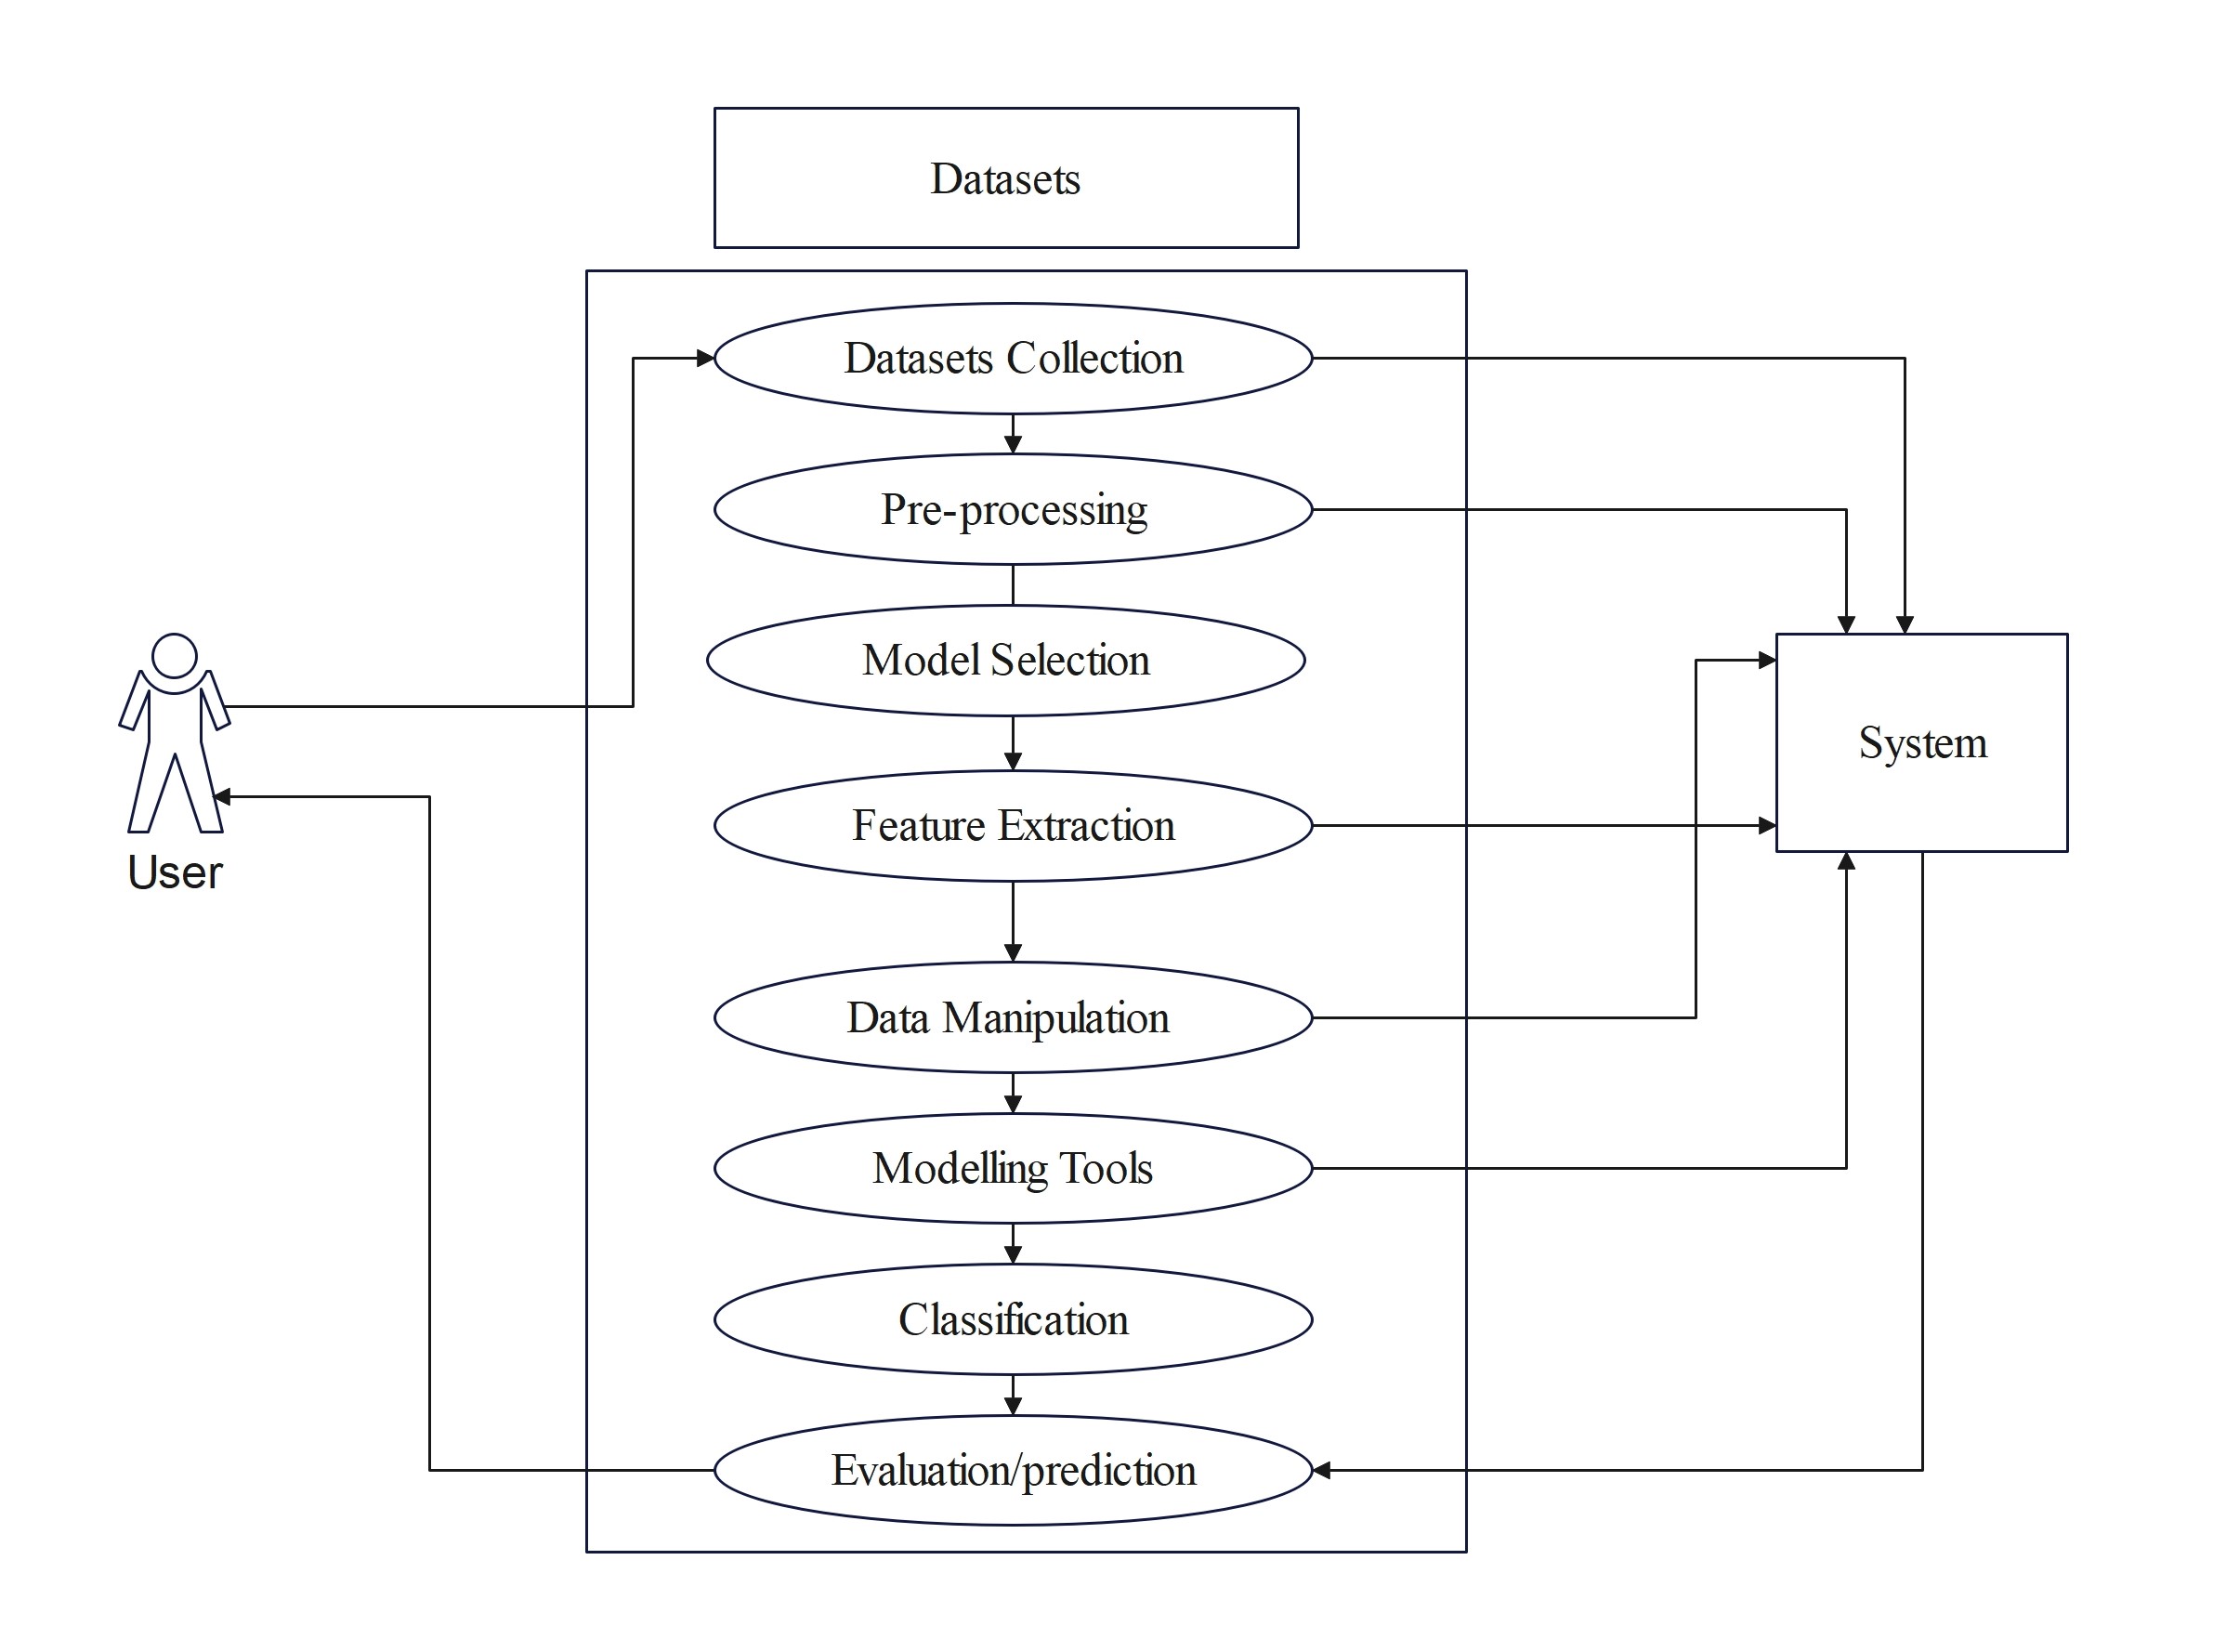 Datasets
Datasets Collection
Pre-processing
Model Selection
Feature Extraction
Data Manipulation
Modelling Tools
Classification
Evaluation/prediction
User
System